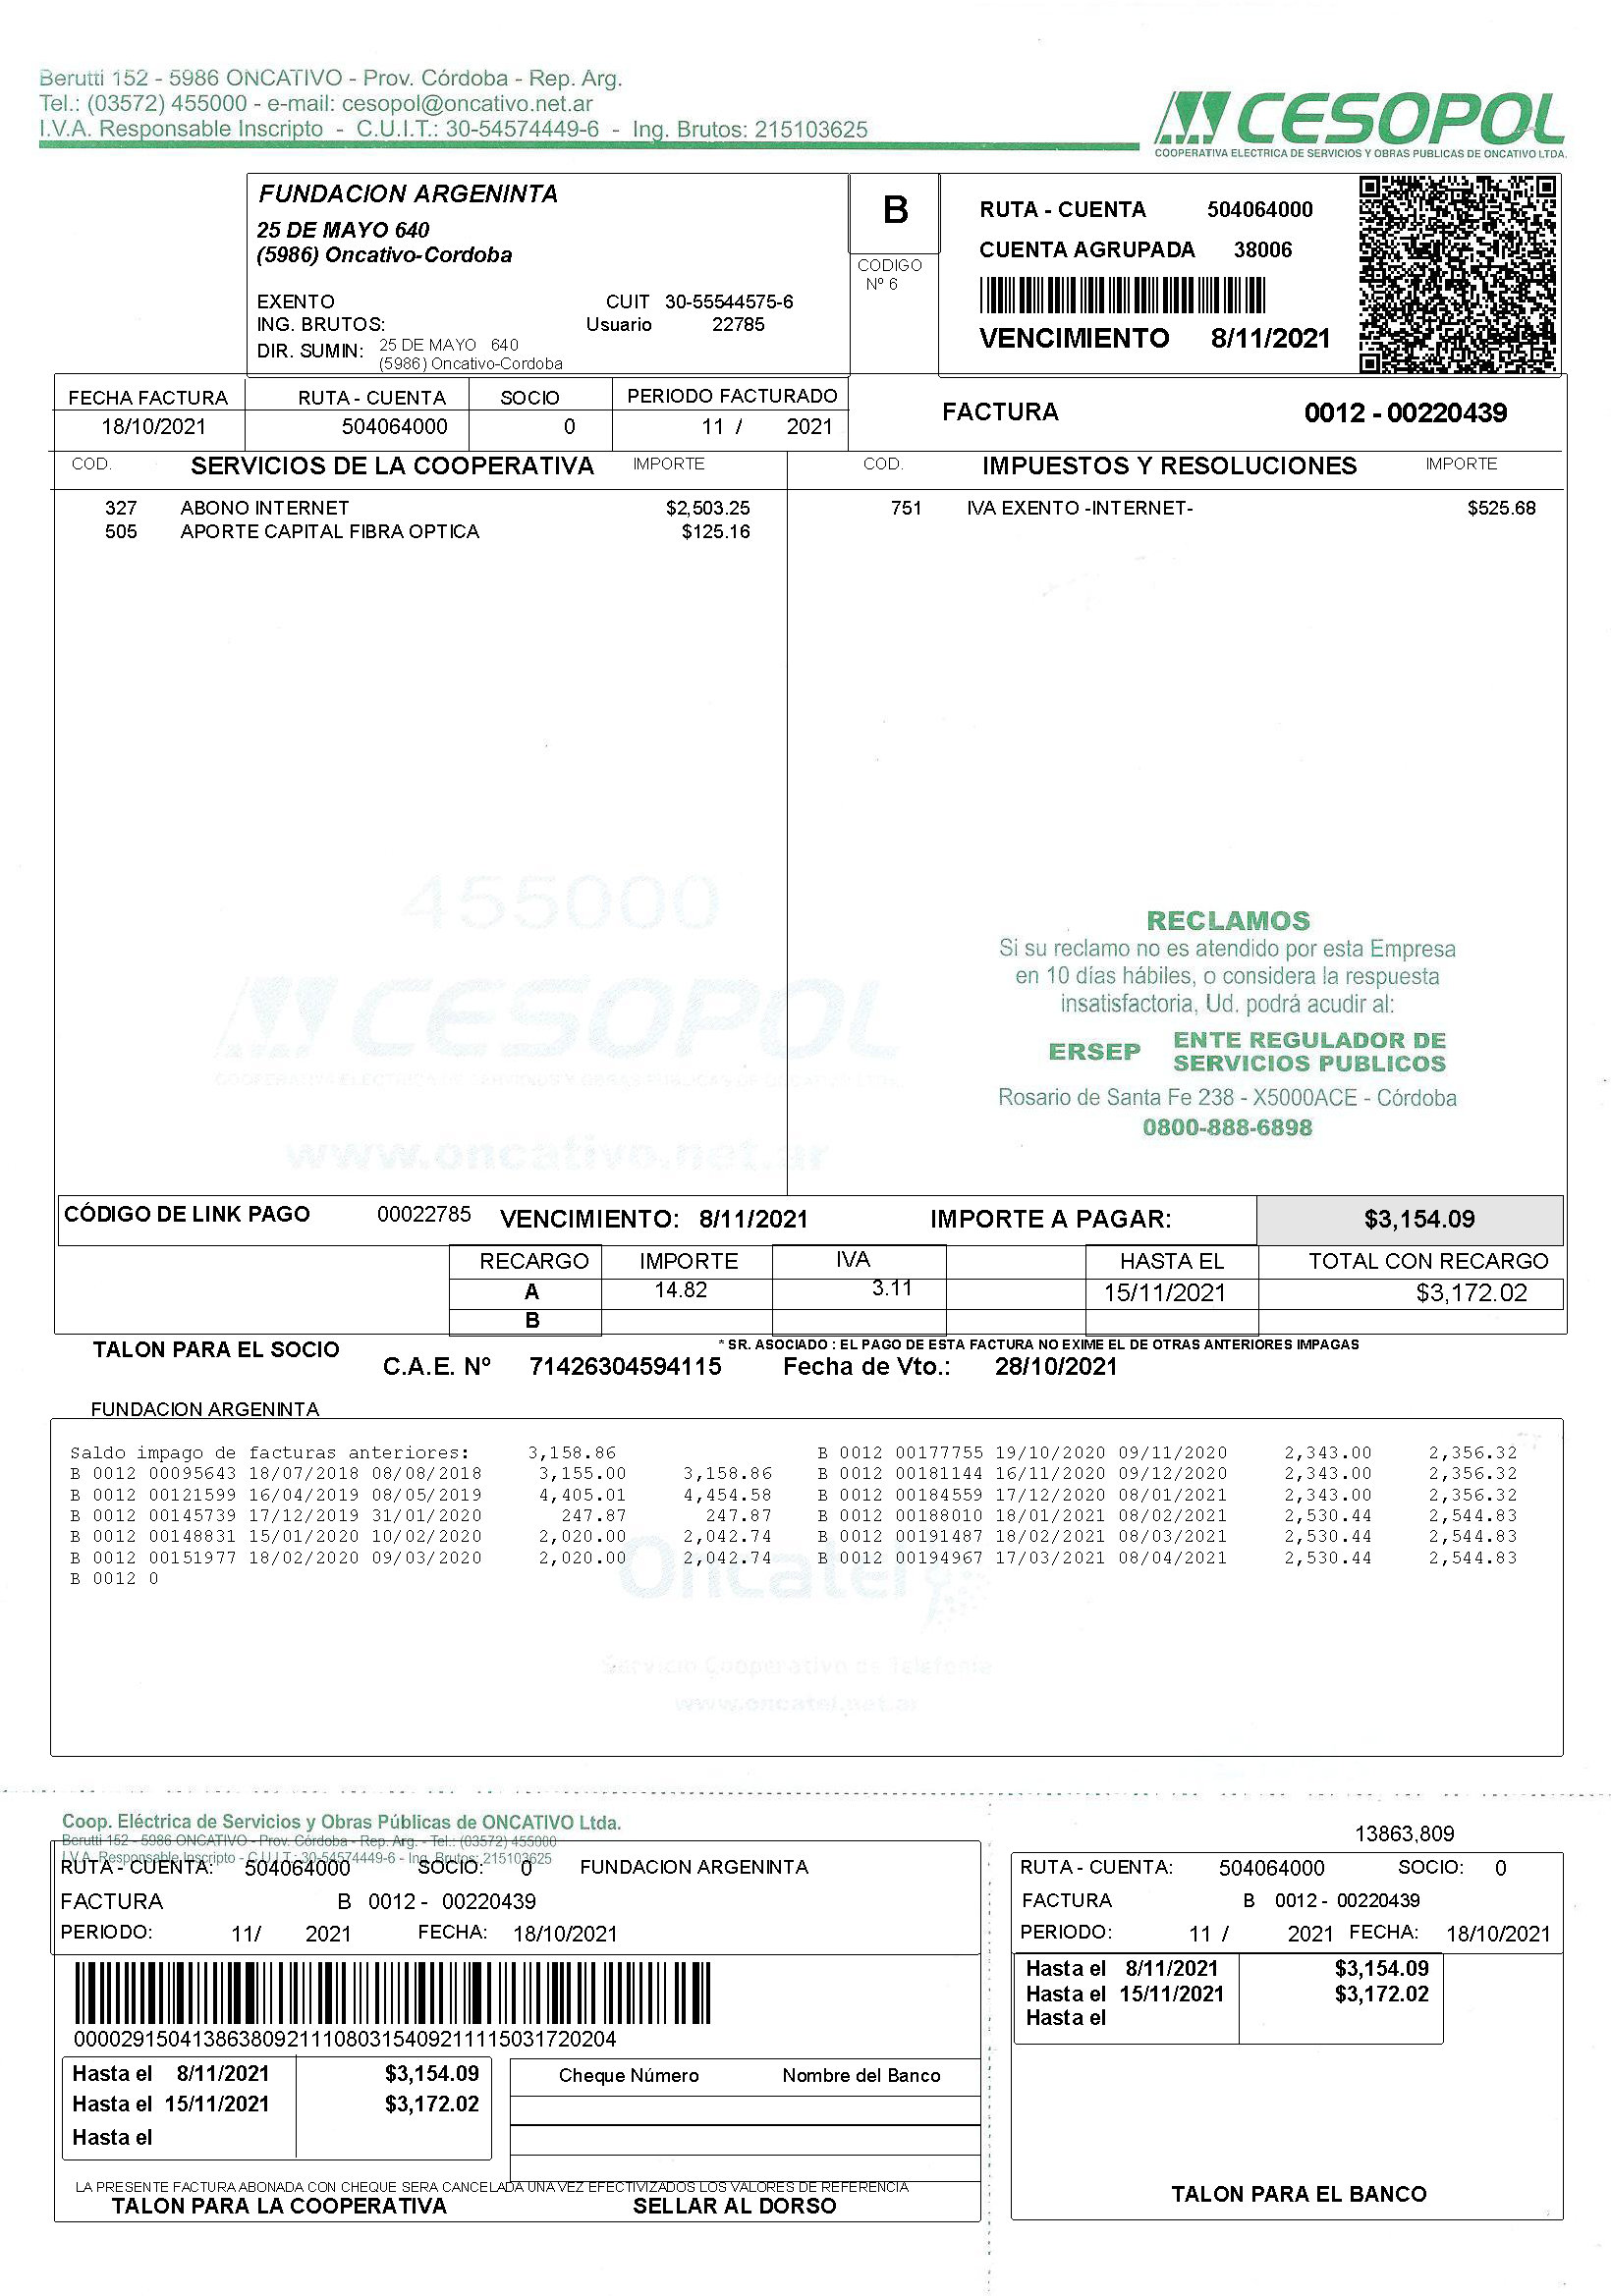 Berutti 152 - 5986 ONCATIVO - Prov. Córdoba - Rep. Arg.
Tel.: (03572) 455000 - e-mail: cesopol@oncativo.net.ar
I.V.A. Responsable Inscripto - C.U.I.T.: 30-54574449-6 - Ing. Brutos: 215103625
CESOPOL
COOPERATIVA ELECTRICA DE SERVICIOS Y OBRAS PUBLICAS DE ONCATIVO LTDA.
FUNDACION ARGENINTA
25 DE MAYO 640
(5986) Oncativo-Cordoba
EXENTO CUIT 30-55544575-6
ING. BRUTOS: Usuario 22785
DIR. SUMIN: 25 DE MAYO 640
(5986) Oncativo-Cordoba
B
CODIGO
Nº 6
RUTA - CUENTA 504064000
CUENTA AGRUPADA 38006
VENCIMIENTO 8/11/2021
FECHA FACTURA RUTA - CUENTA SOCIO PERIODO FACTURADO
18/10/2021 504064000 0 11 / 2021
FACTURA 0012 - 00220439
COD. SERVICIOS DE LA COOPERATIVA IMPORTE COD. IMPUESTOS Y RESOLUCIONES IMPORTE
327 ABONO INTERNET $2,503.25 751 IVA EXENTO -INTERNET- $525.68
505 APORTE CAPITAL FIBRA OPTICA $125.16
455000
CESOPOL
COOPERATIVA ELECTRICA DE SERVICIOS Y OBRAS PUBLICAS DE ONCATIVO LTDA.
www.oncativo.net.ar
RECLAMOS
Si su reclamo no es atendido por esta Empresa
en 10 días hábiles, o considera la respuesta
insatisfactoria, Ud. podrá acudir al:
ERSEP ENTE REGULADOR DE
SERVICIOS PUBLICOS
Rosario de Santa Fe 238 - X5000ACE - Córdoba
0800-888-6898
CÓDIGO DE LINK PAGO 00022785 VENCIMIENTO: 8/11/2021 IMPORTE A PAGAR: $3,154.09
RECARGO IMPORTE IVA HASTA EL TOTAL CON RECARGO
A 14.82 3.11 15/11/2021 $3,172.02
B
TALON PARA EL SOCIO * SR. ASOCIADO : EL PAGO DE ESTA FACTURA NO EXIME EL DE OTRAS ANTERIORES IMPAGAS
C.A.E. Nº 71426304594115 Fecha de Vto.: 28/10/2021
FUNDACION ARGENINTA
Saldo impago de facturas anteriores: 3,158.86 B 0012 00177755 19/10/2020 09/11/2020 2,343.00 2,356.32
B 0012 00095643 18/07/2018 08/08/2018 3,155.00 3,158.86 B 0012 00181144 16/11/2020 09/12/2020 2,343.00 2,356.32
B 0012 00121599 16/04/2019 08/05/2019 4,405.01 4,454.58 B 0012 00184559 17/12/2020 08/01/2021 2,343.00 2,356.32
B 0012 00145739 17/12/2019 31/01/2020 247.87 247.87 B 0012 00188010 18/01/2021 08/02/2021 2,530.44 2,544.83
B 0012 00148831 15/01/2020 10/02/2020 2,020.00 2,042.74 B 0012 00191487 18/02/2021 08/03/2021 2,530.44 2,544.83
B 0012 00151977 18/02/2020 09/03/2020 2,020.00 2,042.74 B 0012 00194967 17/03/2021 08/04/2021 2,530.44 2,544.83
B 0012 0
Oncatel
Servicio Cooperativo de Telefonía
www.oncatel.net.ar
Coop. Eléctrica de Servicios y Obras Públicas de ONCATIVO Ltda.
Berutti 152 - 5986 ONCATIVO - Prov. Córdoba - Rep. Arg. - Tel.: (03572) 455000
I.V.A. Responsable Inscripto - C.U.I.T.: 30-54574449-6 - Ing. Brutos: 215103625
RUTA - CUENTA: 504064000 SOCIO: 0 FUNDACION ARGENINTA
FACTURA B 0012 - 00220439
PERIODO: 11/ 2021 FECHA: 18/10/2021
0000291504138638092111080315409211115031720204
Hasta el 8/11/2021 $3,154.09
Hasta el 15/11/2021 $3,172.02
Hasta el
Cheque Número Nombre del Banco
LA PRESENTE FACTURA ABONADA CON CHEQUE SERA CANCELADA UNA VEZ EFECTIVIZADOS LOS VALORES DE REFERENCIA
TALON PARA LA COOPERATIVA SELLAR AL DORSO
13863,809
RUTA - CUENTA: 504064000 SOCIO: 0
FACTURA B 0012 - 00220439
PERIODO: 11 / 2021 FECHA: 18/10/2021
Hasta el 8/11/2021 $3,154.09
Hasta el 15/11/2021 $3,172.02
Hasta el
TALON PARA EL BANCO